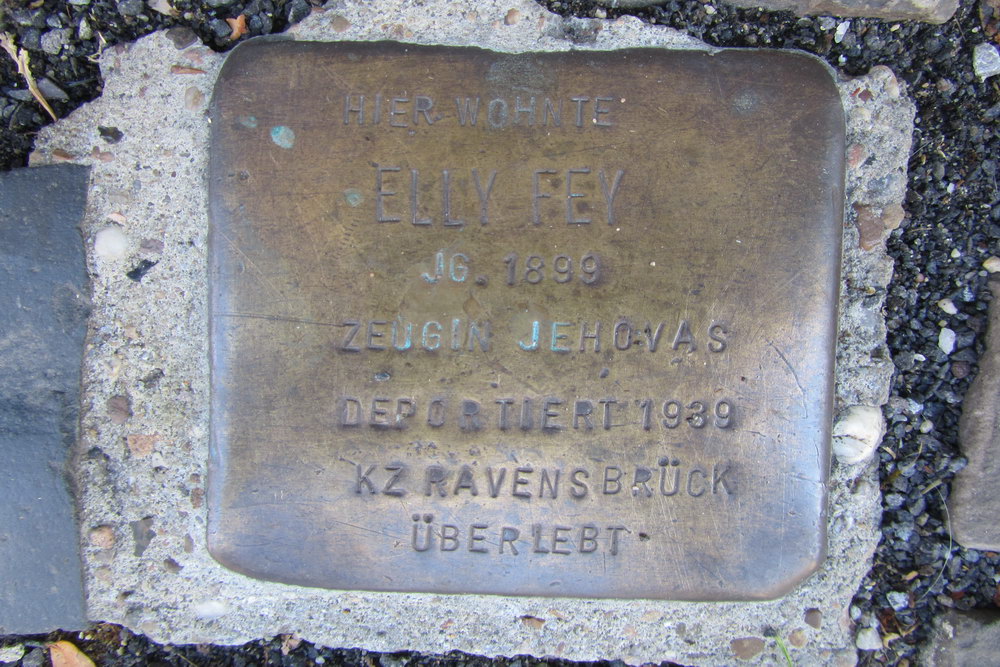 HIER WOHNTE
ELLY FEY
JG. 1899
ZEUGIN JEHOVAS
DEPORTIERT 1939
KZ RAVENSBRÜCK
ÜBERLEBT